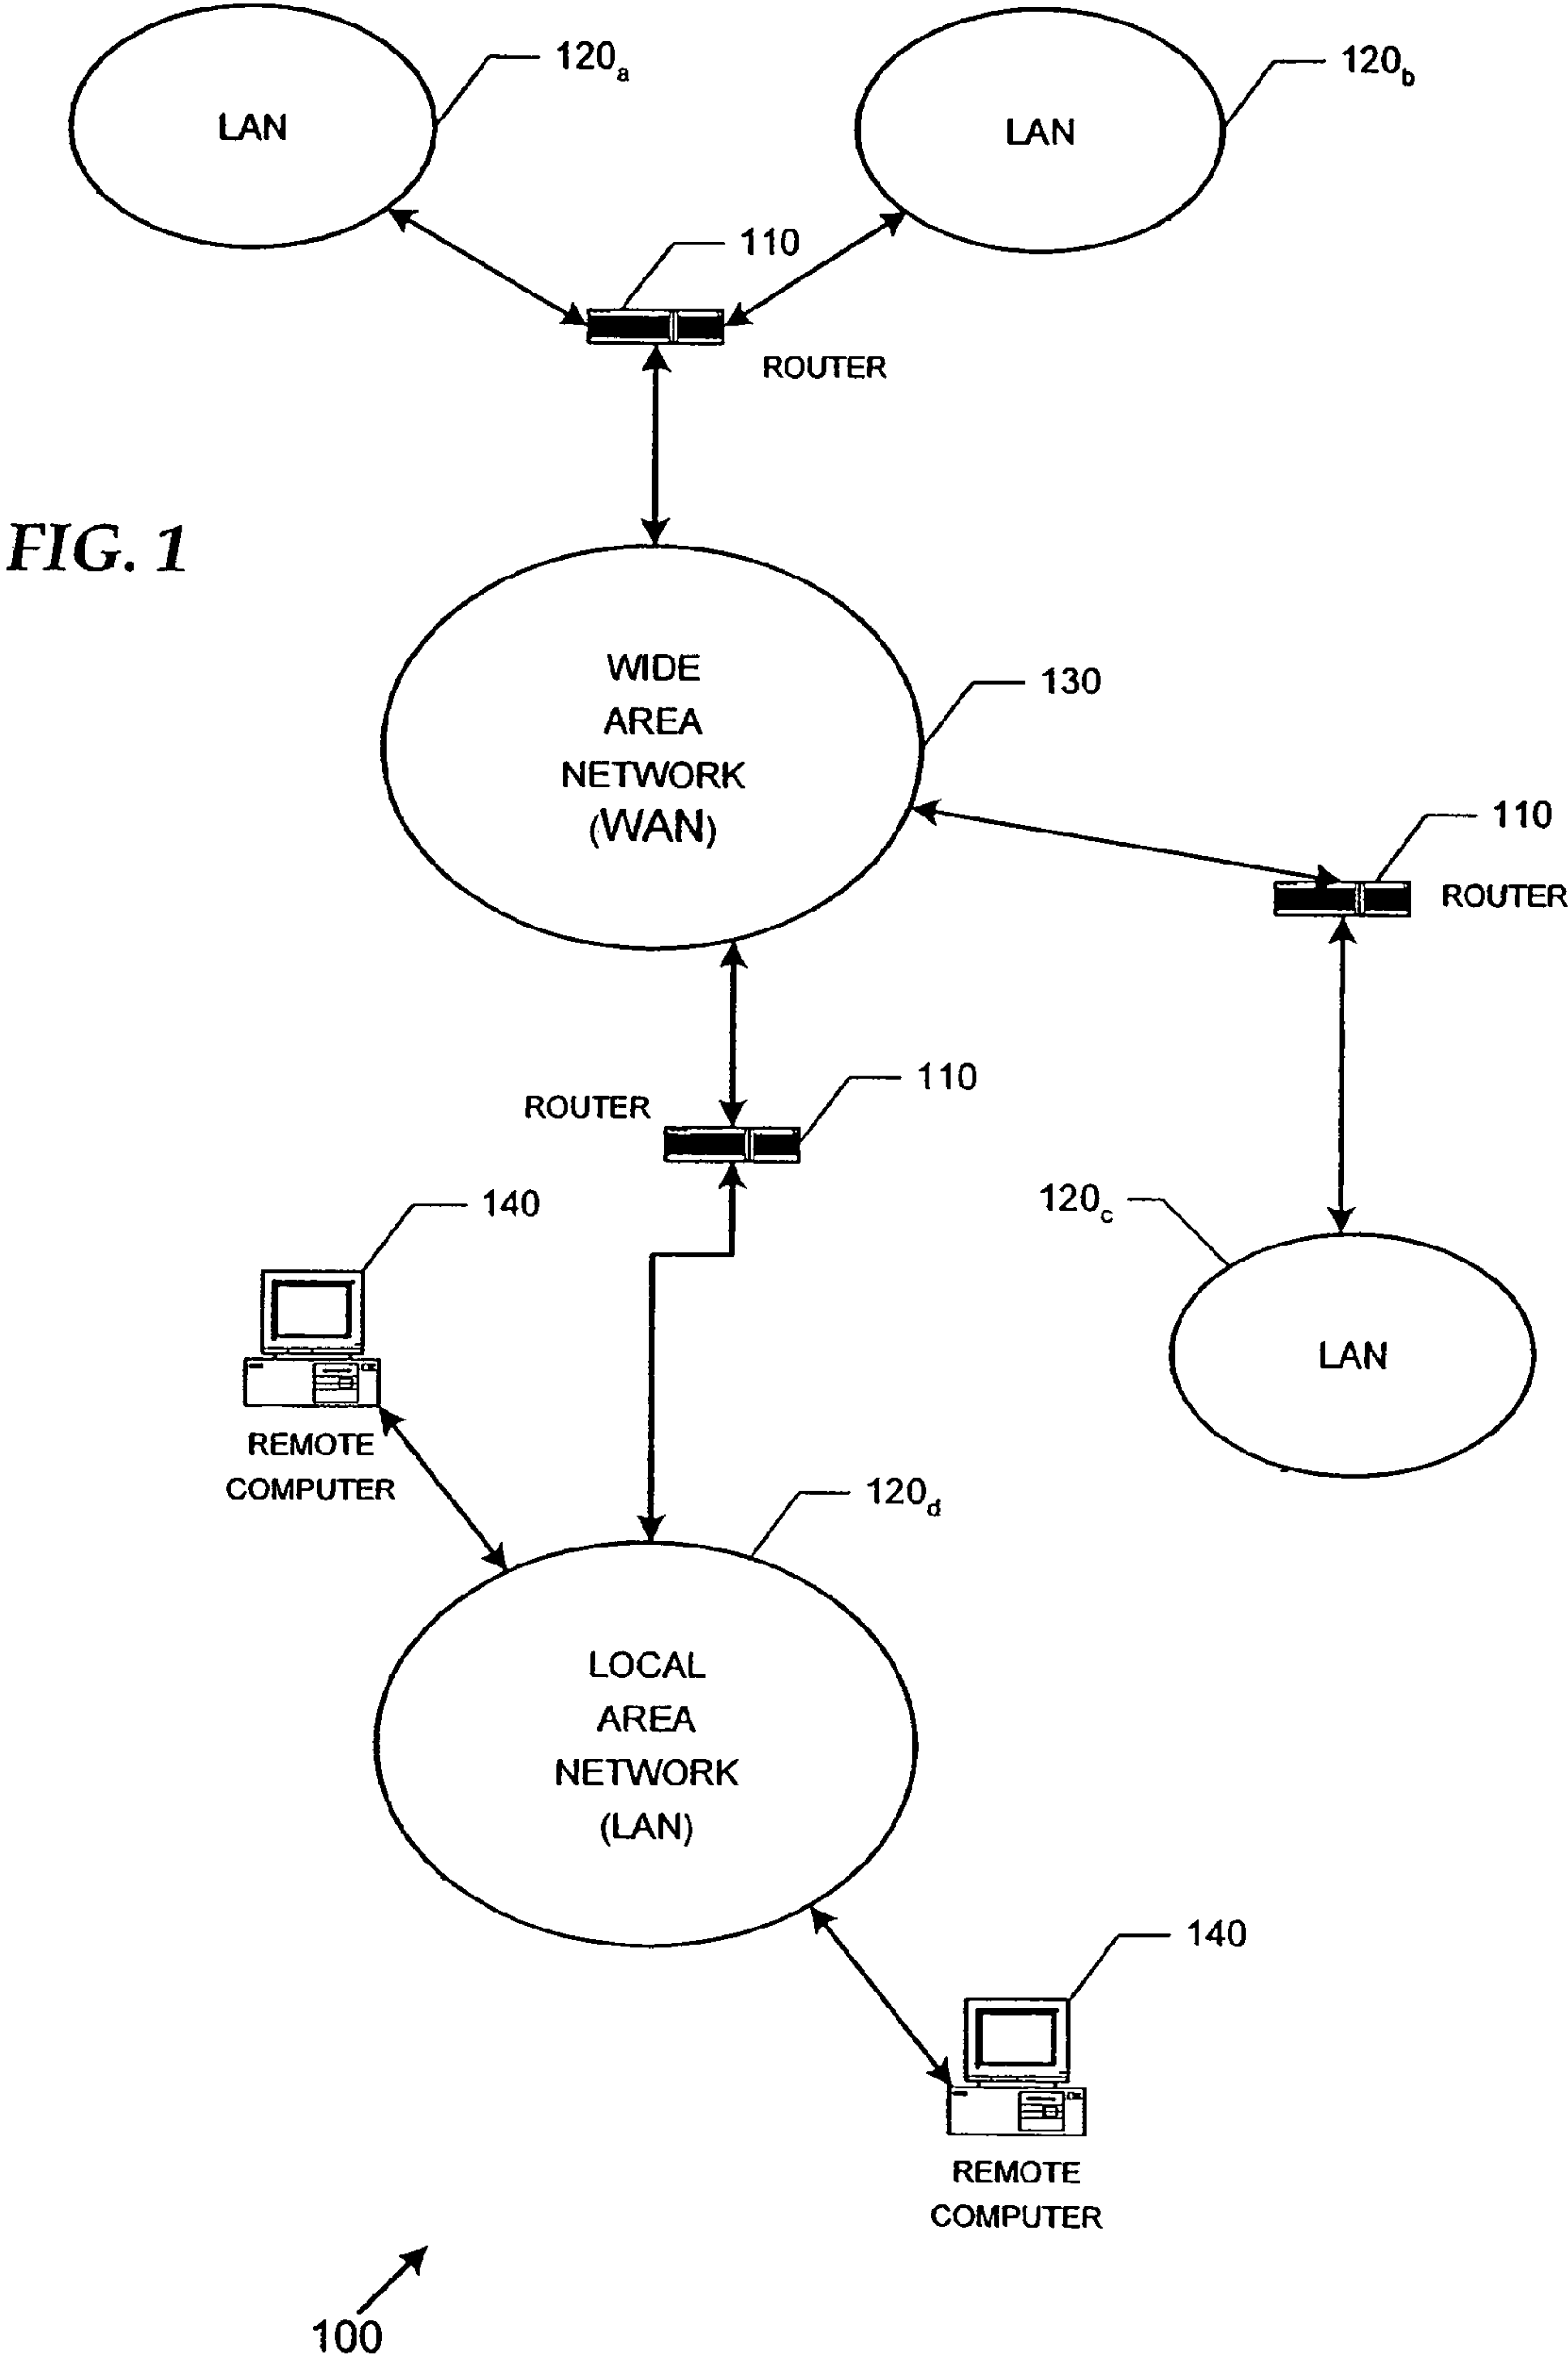 120a
120b
LAN
LAN
110
ROUTER
FIG. 1
WIDE
AREA
NETWORK
(WAN)
130
110
ROUTER
ROUTER
110
140
120c
REMOTE
COMPUTER
LAN
120d
LOCAL
AREA
NETWORK
(LAN)
140
REMOTE
COMPUTER
100